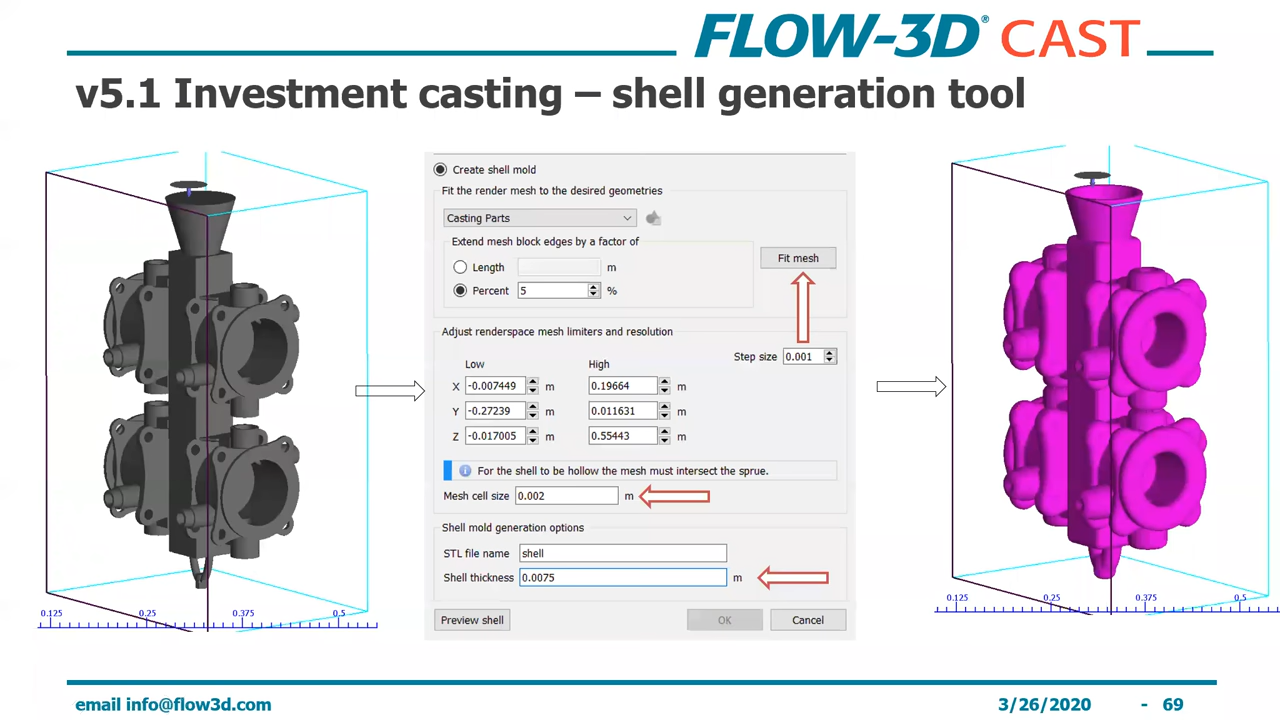 FLOW-3D® CAST
v5.1 Investment casting – shell generation tool
Create shell mold
Fit the render mesh to the desired geometries
Casting Parts
Extend mesh block edges by a factor of
Length m
Percent 5 %
Fit mesh
Adjust renderspace mesh limiters and resolution
Step size 0.001
Low High
X -0.007449 m 0.19664 m
Y -0.27239 m 0.011631 m
Z -0.017005 m 0.55443 m
For the shell to be hollow the mesh must intersect the sprue.
Mesh cell size 0.002 m
Shell mold generation options
STL file name shell
Shell thickness 0.0075 m
Preview shell OK Cancel
0.125 0.25 0.375 0.5
0.125 0.25 0.375 0.5
email info@flow3d.com 3/26/2020 - 69